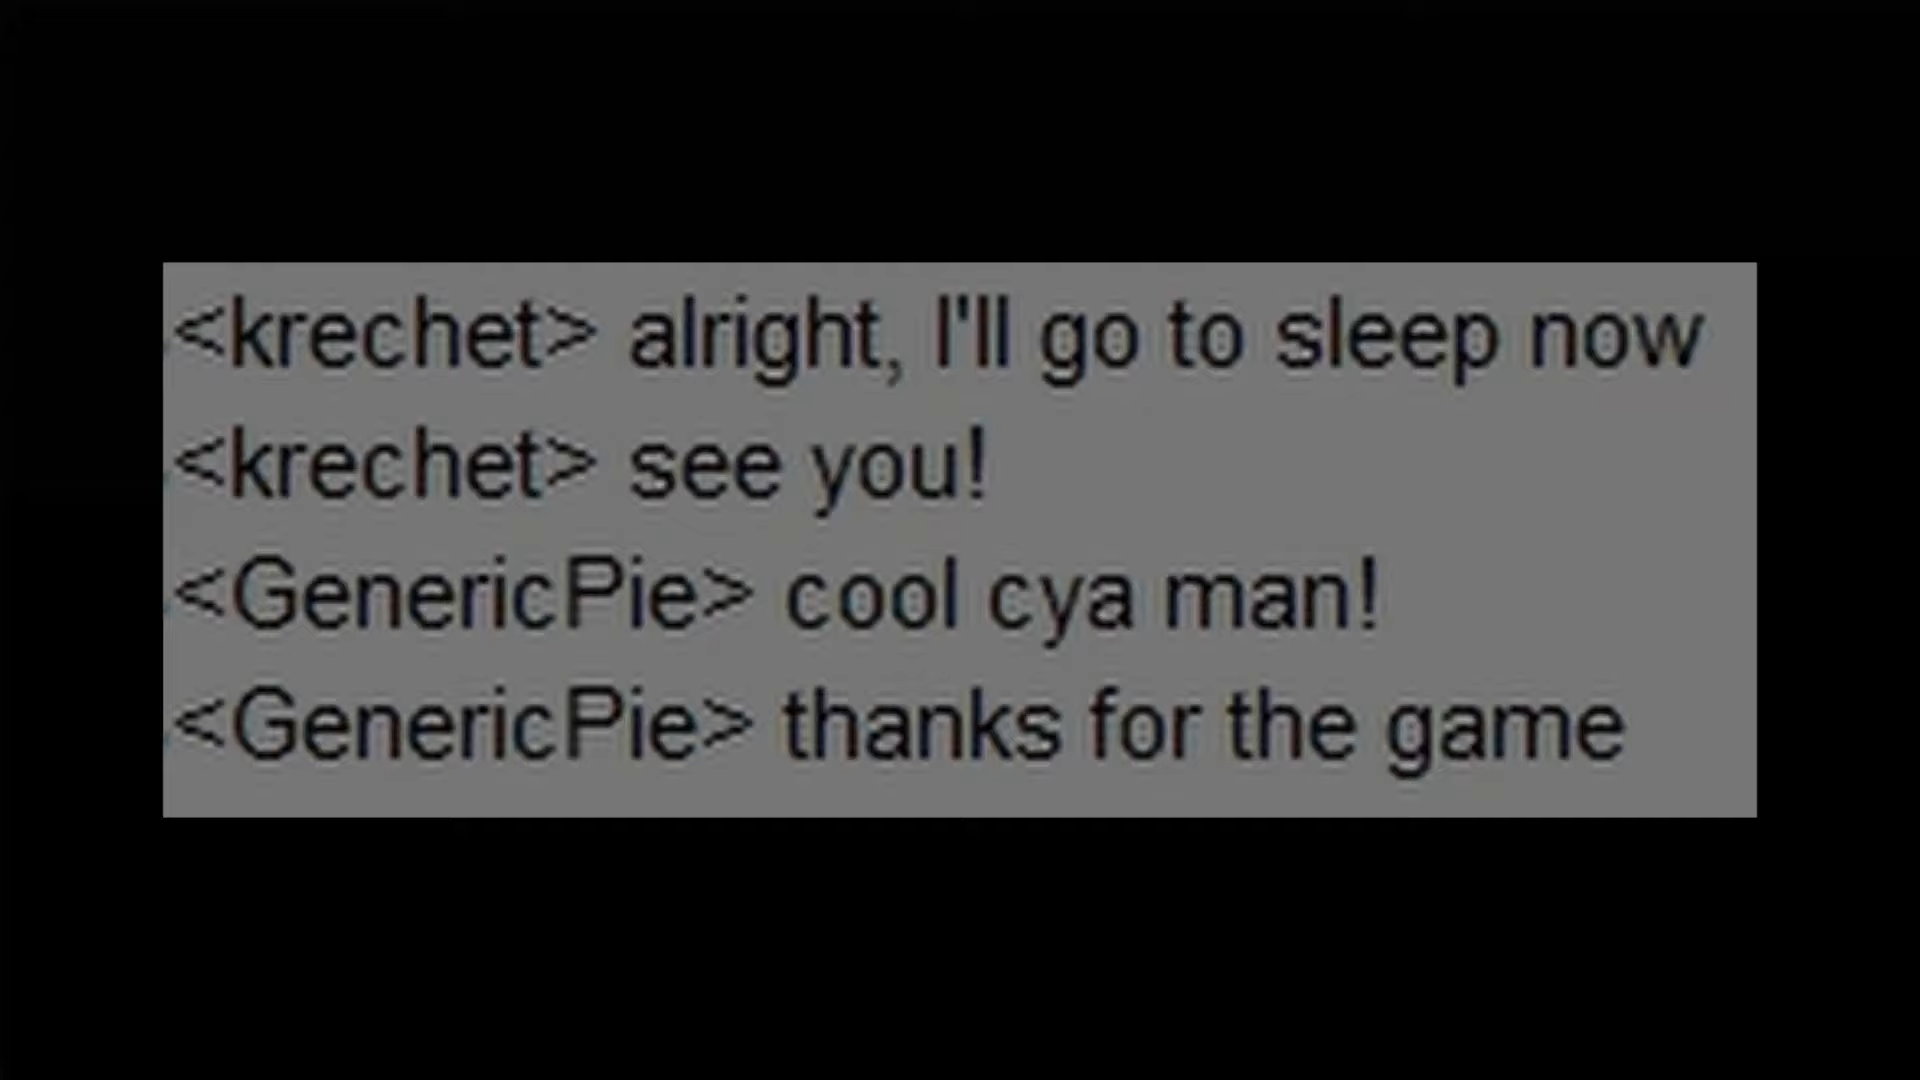 <krechet> alright, I'll go to sleep now
<krechet> see you!
<GenericPie> cool cya man!
<GenericPie> thanks for the game